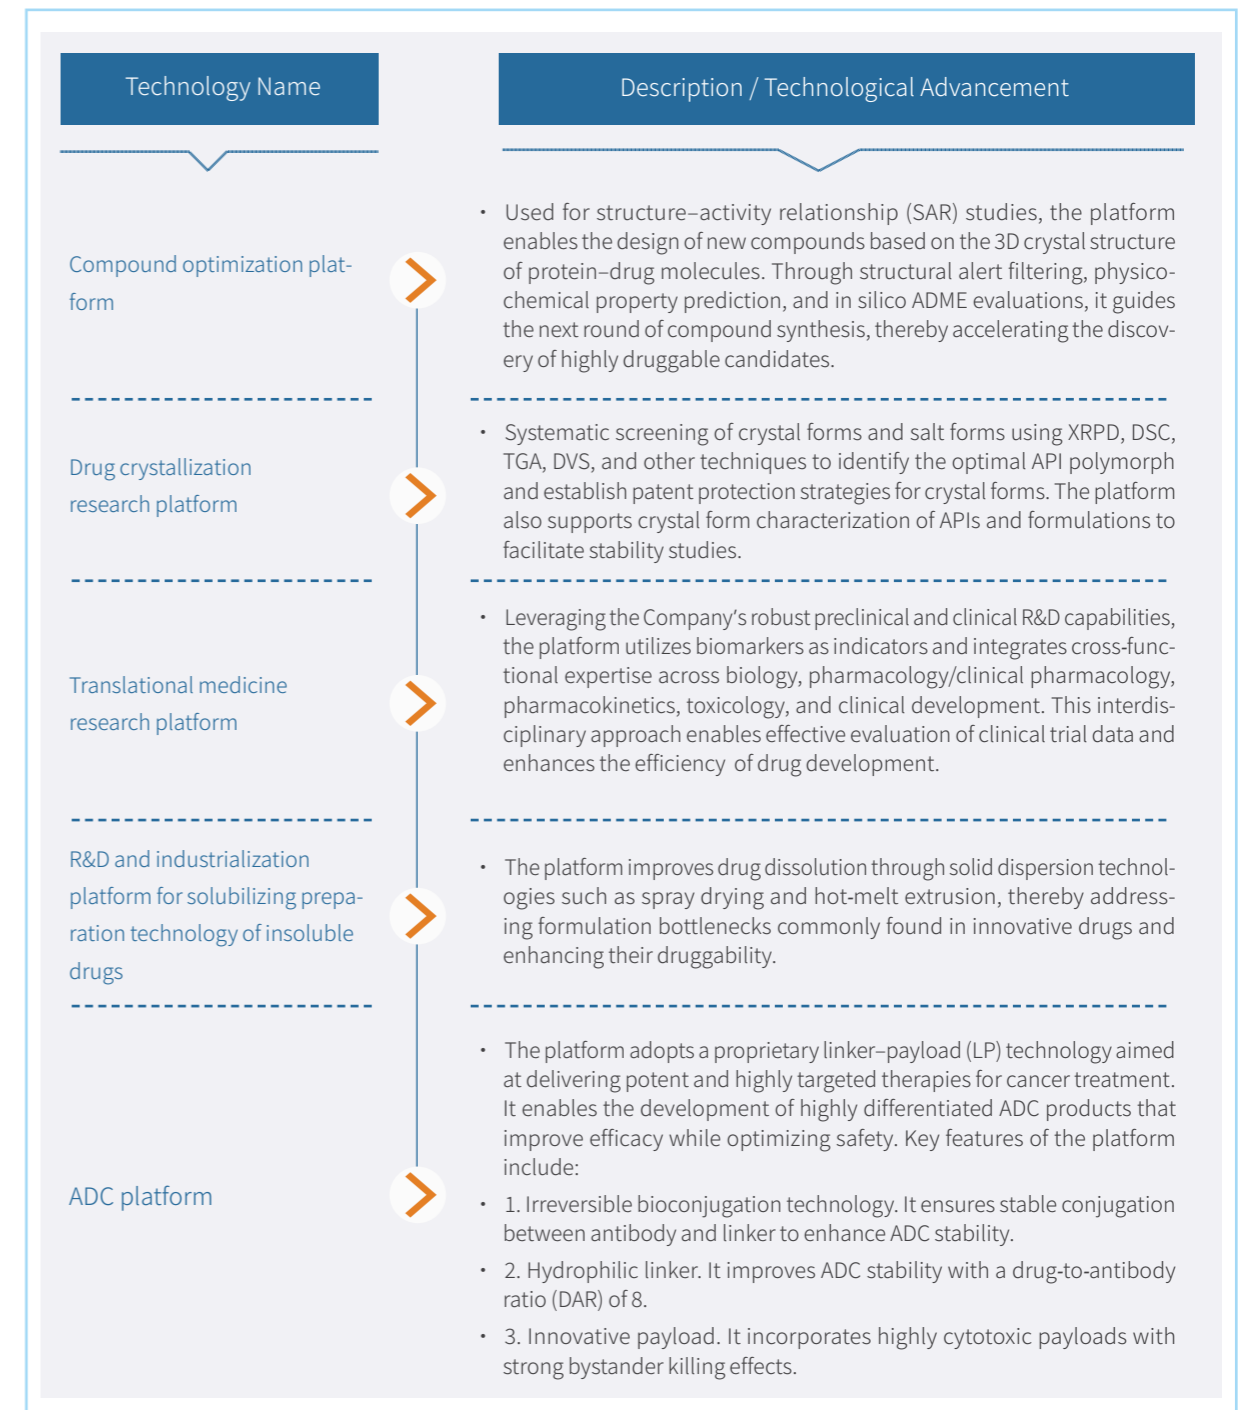 Technology Name
Description / Technological Advancement
Compound optimization plat-
form
• Used for structure–activity relationship (SAR) studies, the platform
enables the design of new compounds based on the 3D crystal structure
of protein–drug molecules. Through structural alert filtering, physico-
chemical property prediction, and in silico ADME evaluations, it guides
the next round of compound synthesis, thereby accelerating the discov-
ery of highly druggable candidates.
Drug crystallization
research platform
• Systematic screening of crystal forms and salt forms using XRPD, DSC,
TGA, DVS, and other techniques to identify the optimal API polymorph
and establish patent protection strategies for crystal forms. The platform
also supports crystal form characterization of APIs and formulations to
facilitate stability studies.
Translational medicine
research platform
• Leveraging the Company's robust preclinical and clinical R&D capabilities,
the platform utilizes biomarkers as indicators and integrates cross-func-
tional expertise across biology, pharmacology/clinical pharmacology,
pharmacokinetics, toxicology, and clinical development. This interdis-
ciplinary approach enables effective evaluation of clinical trial data and
enhances the efficiency of drug development.
R&D and industrialization
platform for solubilizing prepa-
ration technology of insoluble
drugs
• The platform improves drug dissolution through solid dispersion technol-
ogies such as spray drying and hot-melt extrusion, thereby address-
ing formulation bottlenecks commonly found in innovative drugs and
enhancing their druggability.
ADC platform
• The platform adopts a proprietary linker–payload (LP) technology aimed
at delivering potent and highly targeted therapies for cancer treatment.
It enables the development of highly differentiated ADC products that
improve efficacy while optimizing safety. Key features of the platform
include:
• 1. Irreversible bioconjugation technology. It ensures stable conjugation
between antibody and linker to enhance ADC stability.
• 2. Hydrophilic linker. It improves ADC stability with a drug-to-antibody
ratio (DAR) of 8.
• 3. Innovative payload. It incorporates highly cytotoxic payloads with
strong bystander killing effects.